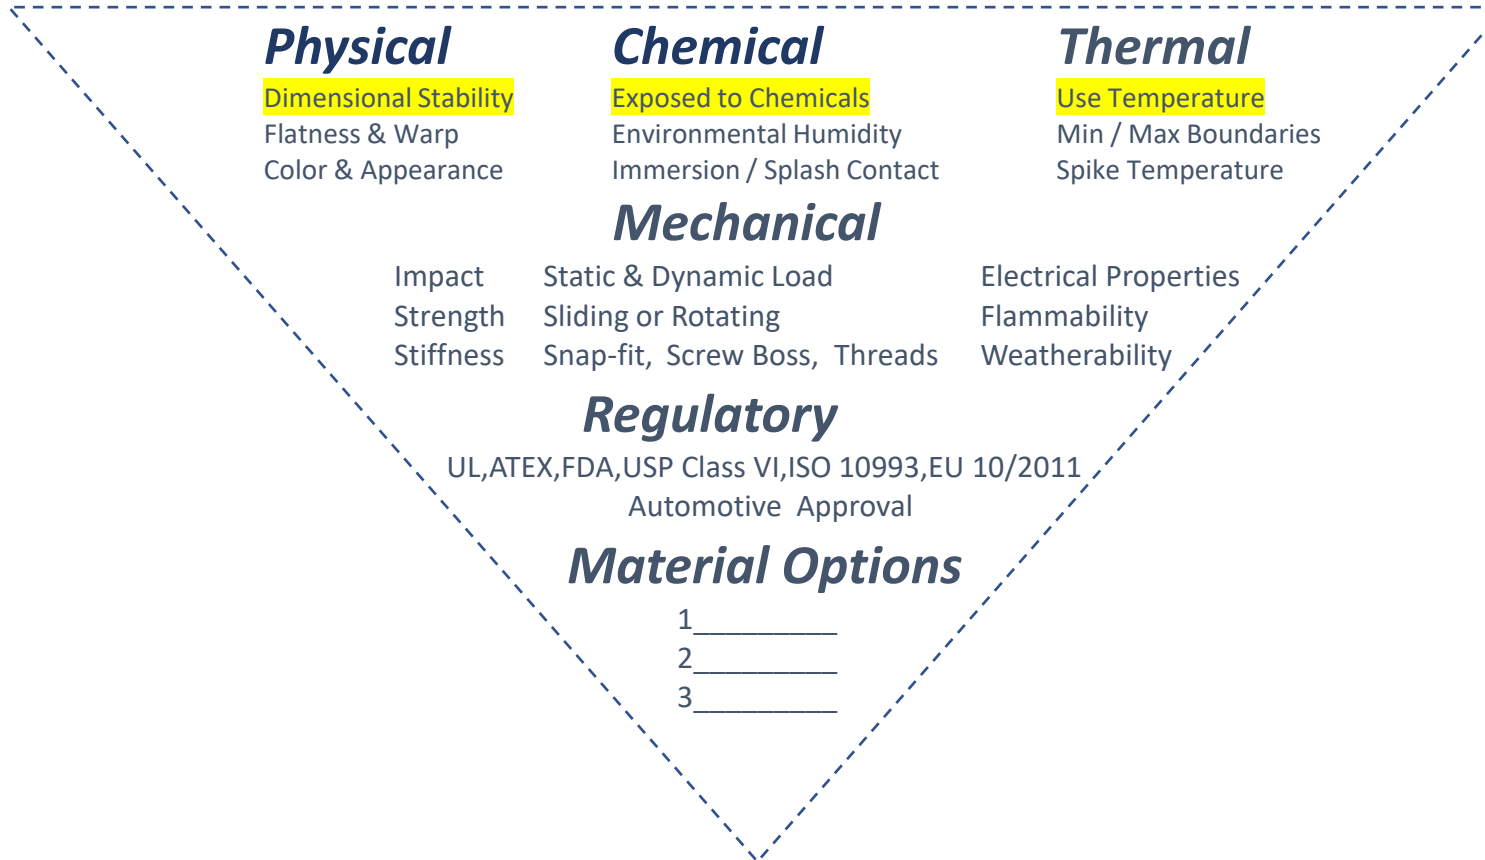 Physical Chemical Thermal
Dimensional Stability Exposed to Chemicals Use Temperature
Flatness & Warp Environmental Humidity Min / Max Boundaries
Color & Appearance Immersion / Splash Contact Spike Temperature
Mechanical
Impact Static & Dynamic Load Electrical Properties
Strength Sliding or Rotating Flammability
Stiffness Snap-fit, Screw Boss, Threads Weatherability
Regulatory
UL,ATEX,FDA,USP Class VI,ISO 10993,EU 10/2011
Automotive Approval
Material Options
1_________
2_________
3_________